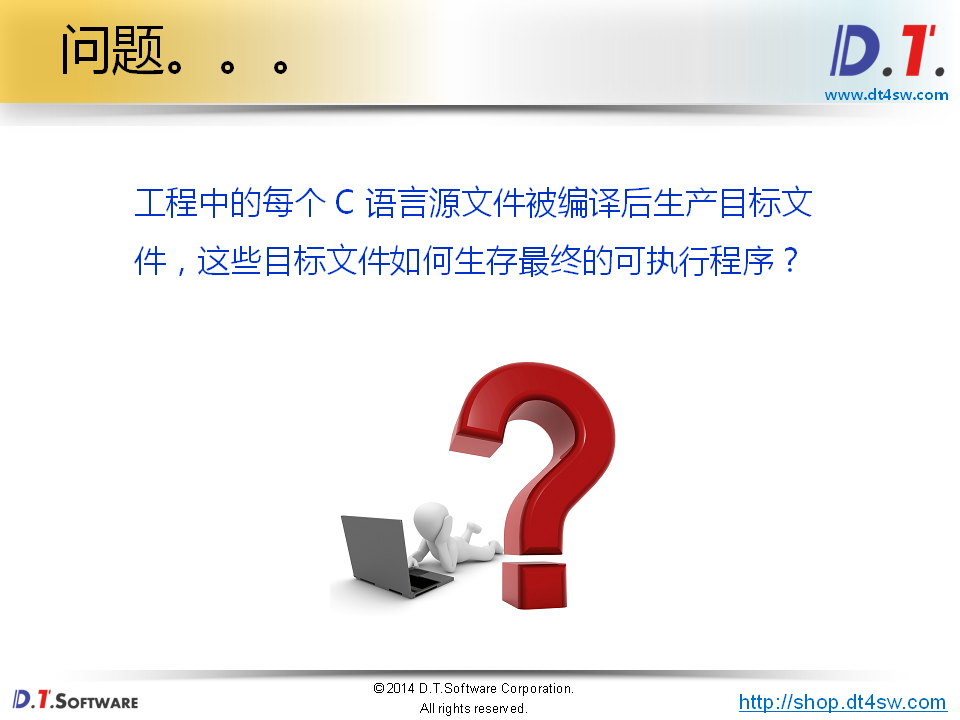 问题。。。
D.T.
www.dt4sw.com
工程中的每个 C 语言源文件被编译后生产目标文
件，这些目标文件如何生存最终的可执行程序？
D.T.SOFTWARE
©2014 D.T.Software Corporation.
All rights reserved.
http://shop.dt4sw.com